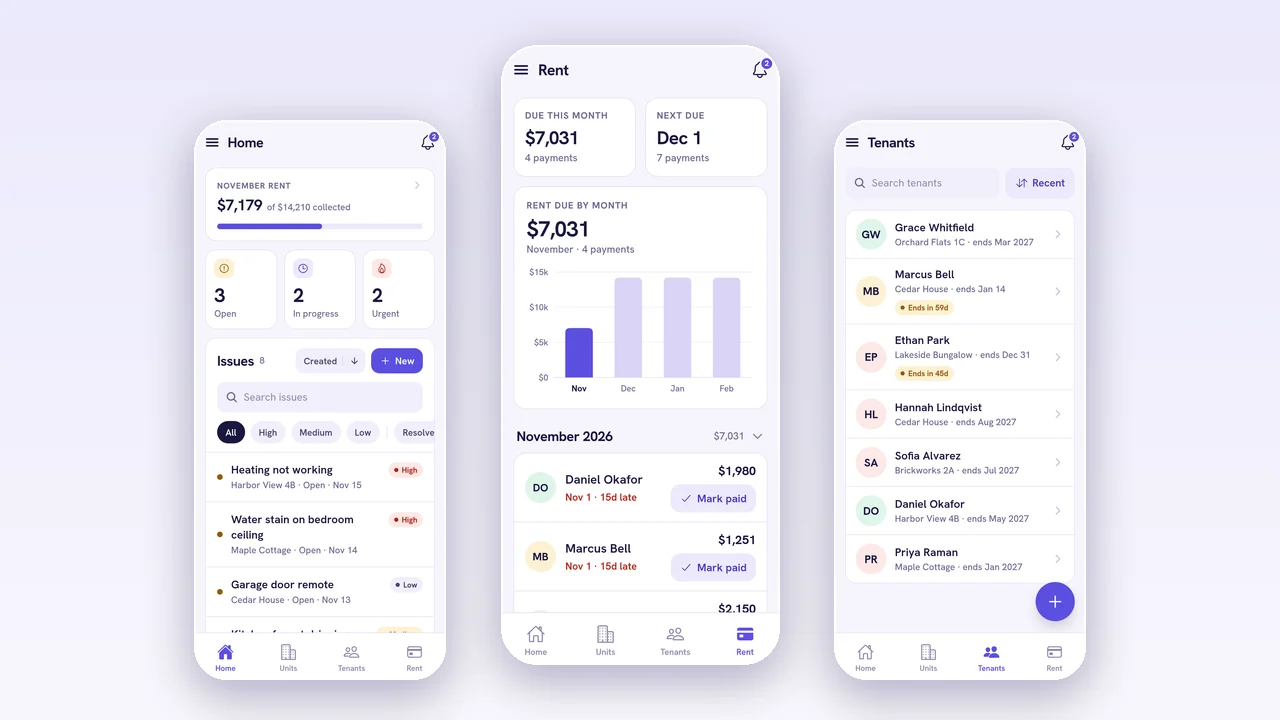 Home
2
NOVEMBER RENT
$7,179 of $14,210 collected
3
Open
2
In progress
2
Urgent
Issues 8
Created
New
Search issues
All
High
Medium
Low
Resolve
Heating not working
High
Harbor View 4B · Open · Nov 15
Water stain on bedroom
ceiling
High
Maple Cottage · Open · Nov 14
Garage door remote
Low
Cedar House · Open · Nov 13
Home
Units
Tenants
Rent
Rent
2
DUE THIS MONTH
$7,031
4 payments
NEXT DUE
Dec 1
7 payments
RENT DUE BY MONTH
$7,031
November · 4 payments
$15k
$10k
$5k
$0
Nov
Dec
Jan
Feb
November 2026
$7,031
DO
Daniel Okafor
Nov 1 · 15d late
$1,980
Mark paid
MB
Marcus Bell
Nov 1 · 15d late
$1,251
Mark paid
$2,150
Home
Units
Tenants
Rent
Tenants
2
Search tenants
Recent
GW
Grace Whitfield
Orchard Flats 1C · ends Mar 2027
MB
Marcus Bell
Cedar House · ends Jan 14
Ends in 59d
EP
Ethan Park
Lakeside Bungalow · ends Dec 31
Ends in 45d
HL
Hannah Lindqvist
Cedar House · ends Aug 2027
SA
Sofia Alvarez
Brickworks 2A · ends Jul 2027
DO
Daniel Okafor
Harbor View 4B · ends May 2027
PR
Priya Raman
Maple Cottage · ends Jan 2027
Home
Units
Tenants
Rent